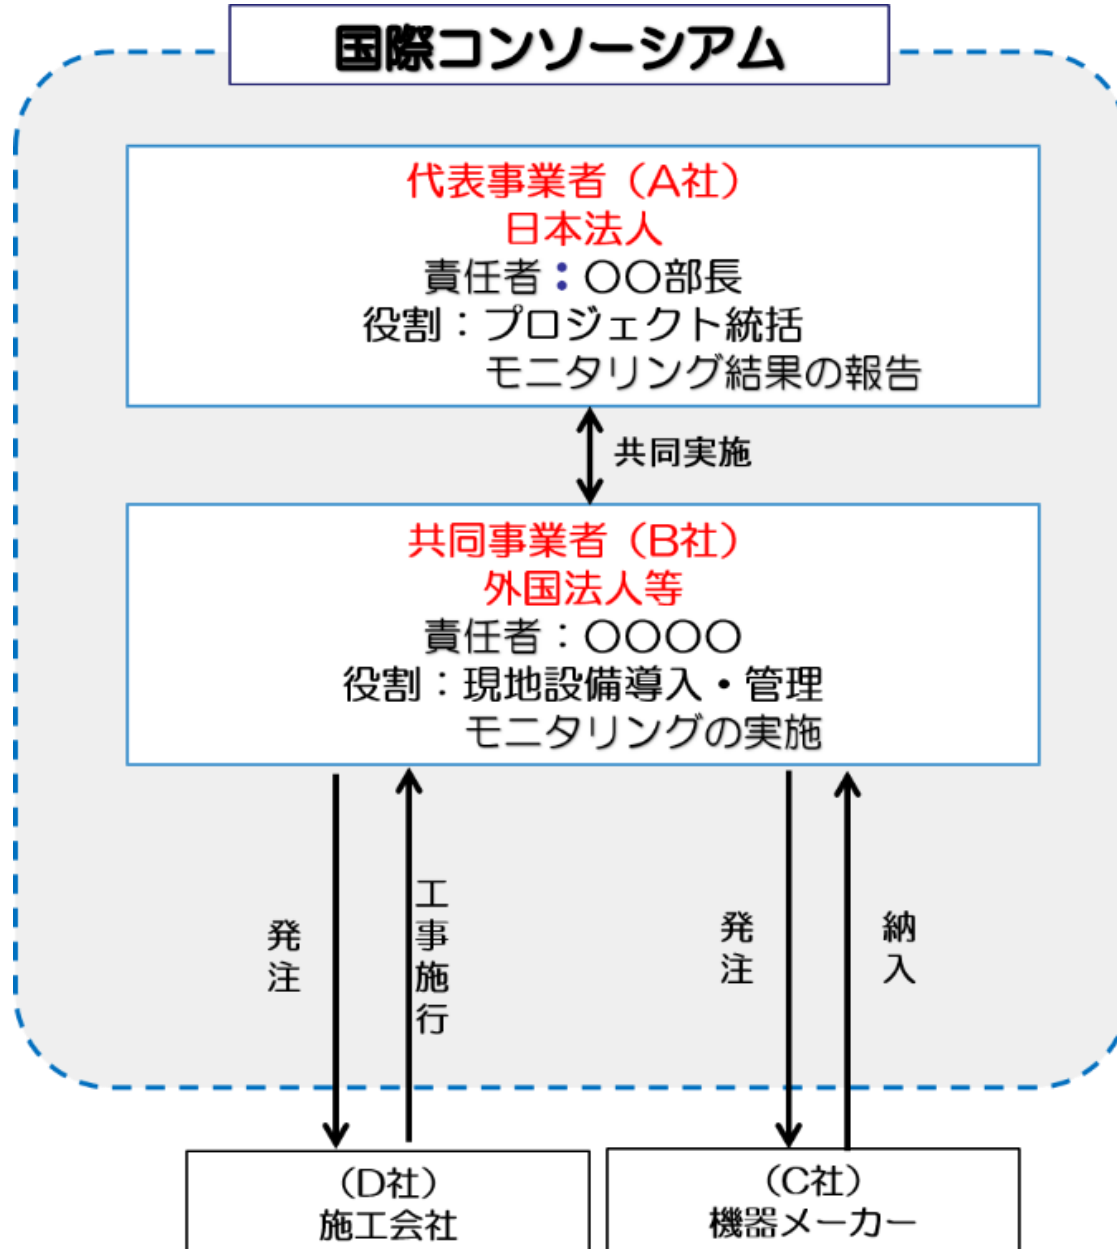 国際コンソーシアム
代表事業者（A社）
日本法人
責任者：〇〇部長
役割：プロジェクト統括
モニタリング結果の報告
共同実施
共同事業者（B社）
外国法人等
責任者：〇〇〇〇
役割：現地設備導入・管理
モニタリングの実施
発注
工事施行
発注
納入
（D社）
施工会社
（C社）
機器メーカー